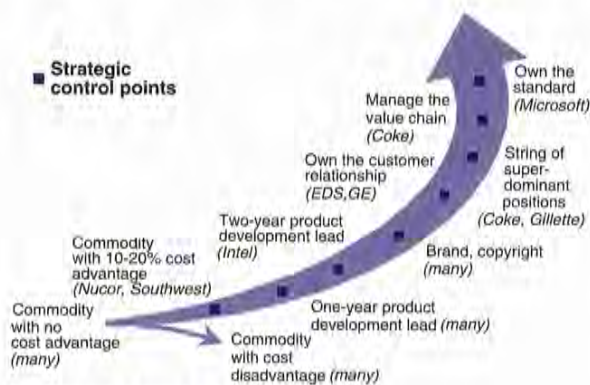 Strategic
control points
Own the
standard
(Microsoft)
Manage the
value chain
(Coke)
String of
super-
dominant
positions
(Coke, Gillette)
Own the customer
relationship
(EDS,GE)
Brand, copyright
(many)
Two-year product
development lead
(Intel)
One-year product
development lead (many)
Commodity
with 10-20% cost
advantage
(Nucor, Southwest)
Commodity
with no
cost advantage
(many)
Commodity
with cost
disadvantage (many)